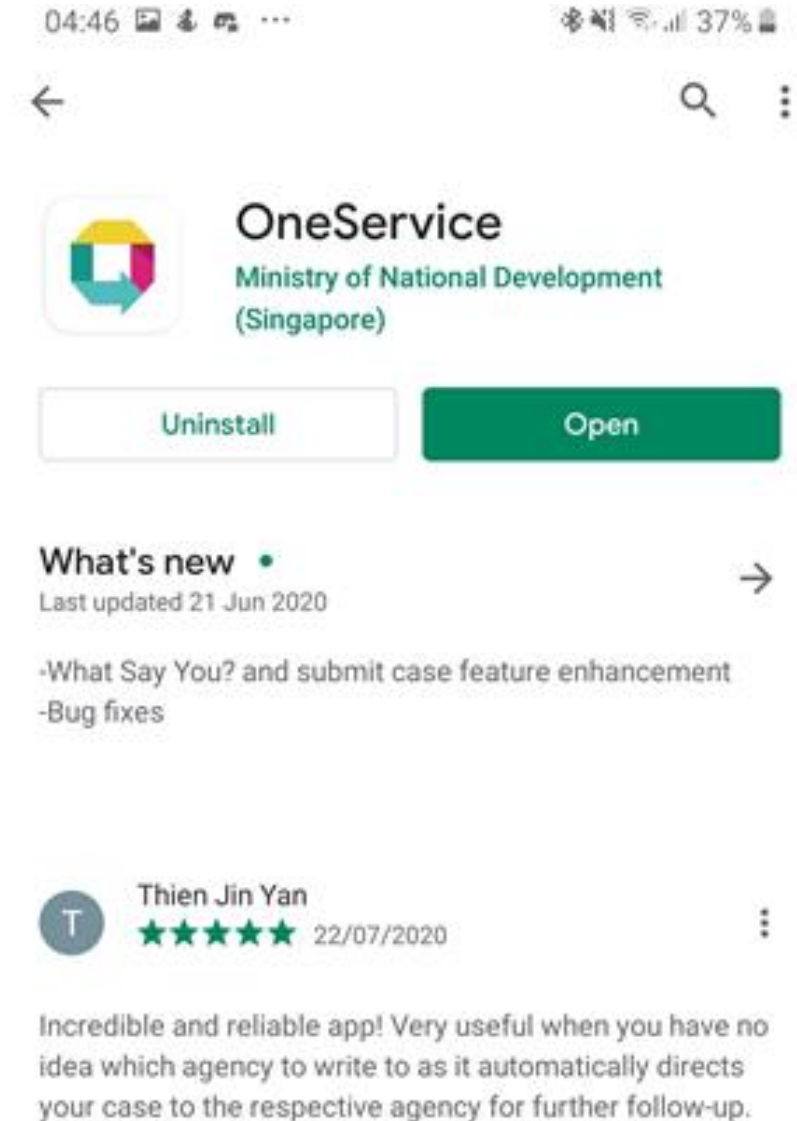 04:46
37%
OneService
Ministry of National Development
(Singapore)
Uninstall
Open
What's new
Last updated 21 Jun 2020
-What Say You? and submit case feature enhancement
-Bug fixes
T
Thien Jin Yan
22/07/2020
Incredible and reliable app! Very useful when you have no
idea which agency to write to as it automatically directs
your case to the respective agency for further follow-up.